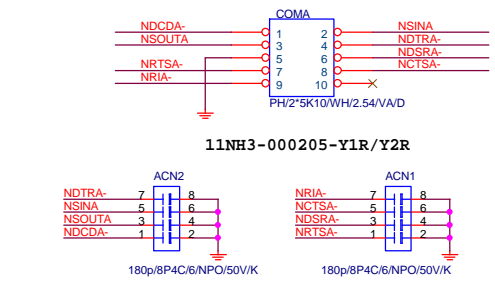 COMA
NDCDA- 1 2 NSINA
NSOUTA 3 4 NDTRA-
5 6 NDSRA-
NRTSA- 7 8 NCTSA-
NRIA- 9 10
PH/2*5K10/WH/2.54/VA/D
11NH3-000205-Y1R/Y2R
ACN2
NDTRA- 7 8
NSINA 5 6
NSOUTA 3 4
NDCDA- 1 2
180p/8P4C/6/NPO/50V/K
ACN1
NRIA- 7 8
NCTSA- 5 6
NDSRA- 3 4
NRTSA- 1 2
180p/8P4C/6/NPO/50V/K